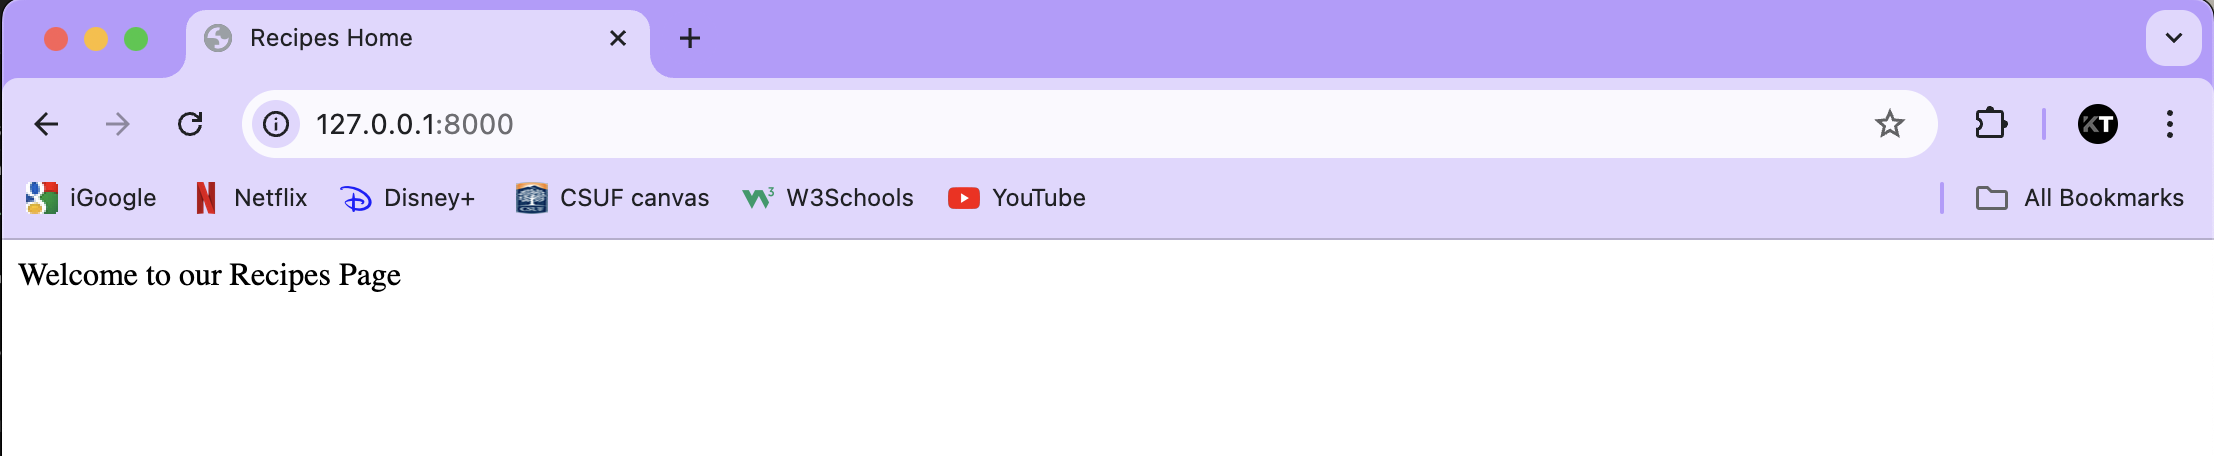 Recipes Home
127.0.0.1:8000
KT
iGoogle Netflix Disney+ CSUF canvas W3Schools YouTube All Bookmarks
Welcome to our Recipes Page